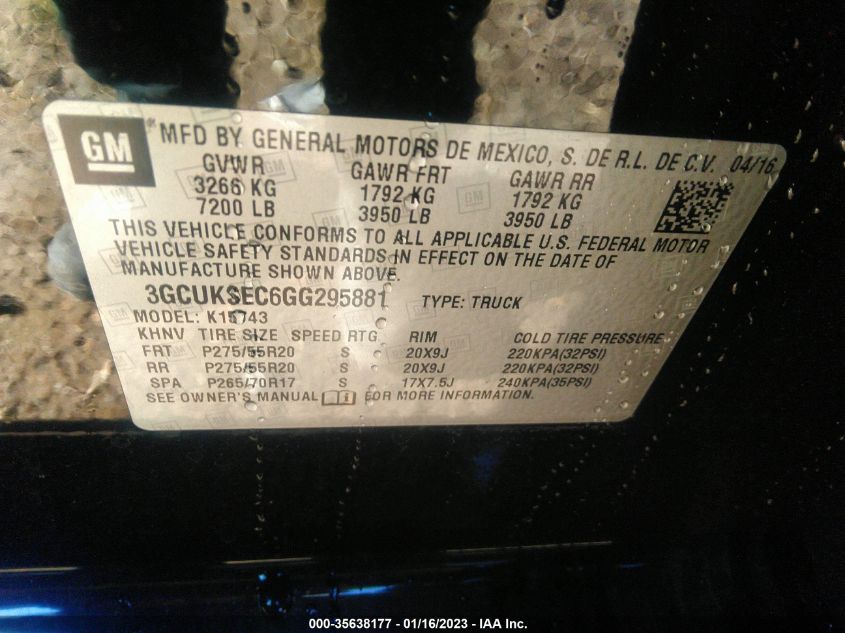 GM MFD BY GENERAL MOTORS DE MEXICO, S. DE R.L. DE C.V. 04/16
GVWR GAWR FRT GAWR RR
3266 KG 1792 KG 1792 KG
7200 LB 3950 LB 3950 LB
THIS VEHICLE CONFORMS TO ALL APPLICABLE U.S. FEDERAL MOTOR
VEHICLE SAFETY STANDARDS IN EFFECT ON THE DATE OF
MANUFACTURE SHOWN ABOVE.
3GCUKSEC6GG295881 TYPE: TRUCK
MODEL: K15743
KHNV TIRE SIZE SPEED RTG RIM COLD TIRE PRESSURE
FRT P275/55R20 S 20X9J 220KPA(32PSI)
RR P275/55R20 S 20X9J 220KPA(32PSI)
SPA P265/70R17 S 17X7.5J 240KPA(35PSI)
SEE OWNER'S MANUAL i FOR MORE INFORMATION.
000-35638177 - 01/16/2023 - IAA Inc.